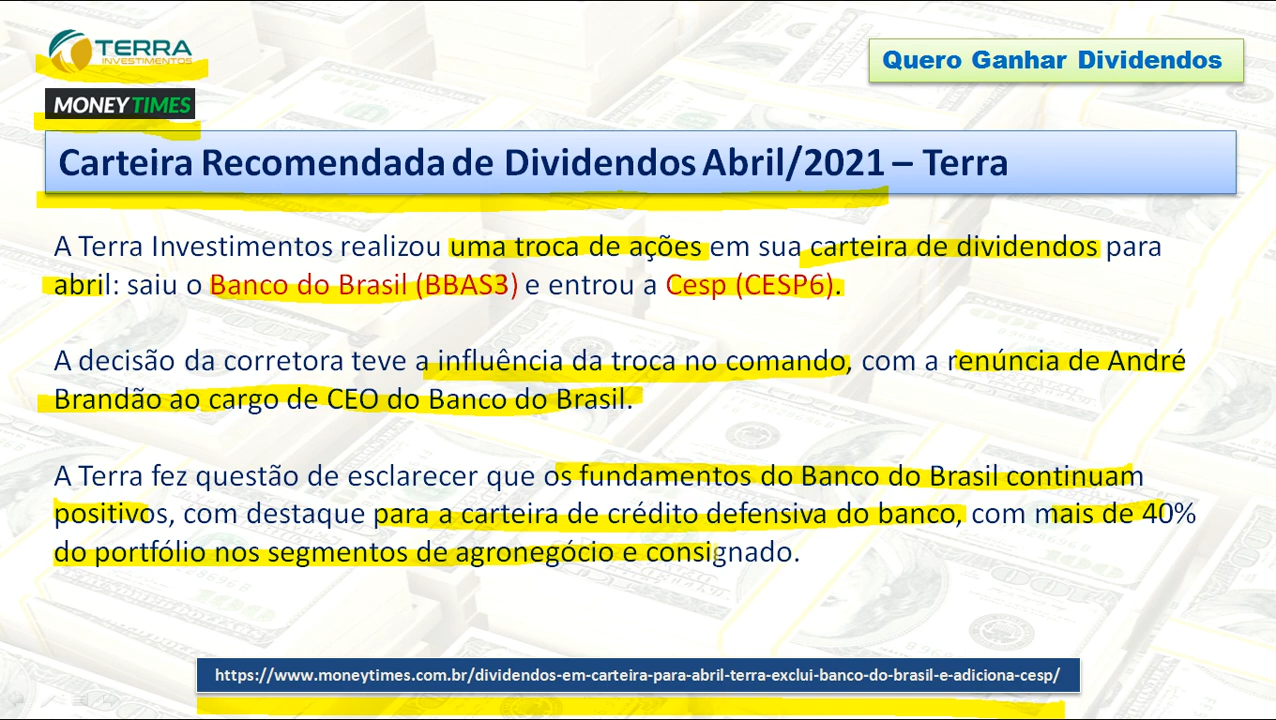 TERRA
INVESTIMENTOS
Quero Ganhar Dividendos
MONEYTIMES
Carteira Recomendada de Dividendos Abril/2021 – Terra
A Terra Investimentos realizou uma troca de ações em sua carteira de dividendos para
abril: saiu o Banco do Brasil (BBAS3) e entrou a Cesp (CESP6).
A decisão da corretora teve a influência da troca no comando, com a renúncia de André
Brandão ao cargo de CEO do Banco do Brasil.
A Terra fez questão de esclarecer que os fundamentos do Banco do Brasil continuam
positivos, com destaque para a carteira de crédito defensiva do banco, com mais de 40%
do portfólio nos segmentos de agronegócio e consignado.
https://www.moneytimes.com.br/dividendos-em-carteira-para-abril-terra-exclui-banco-do-brasil-e-adiciona-cesp/